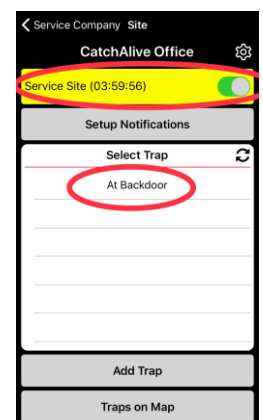 Service Company Site
CatchAlive Office
Service Site (03:59:56)
Setup Notifications
Select Trap
At Backdoor
Add Trap
Traps on Map